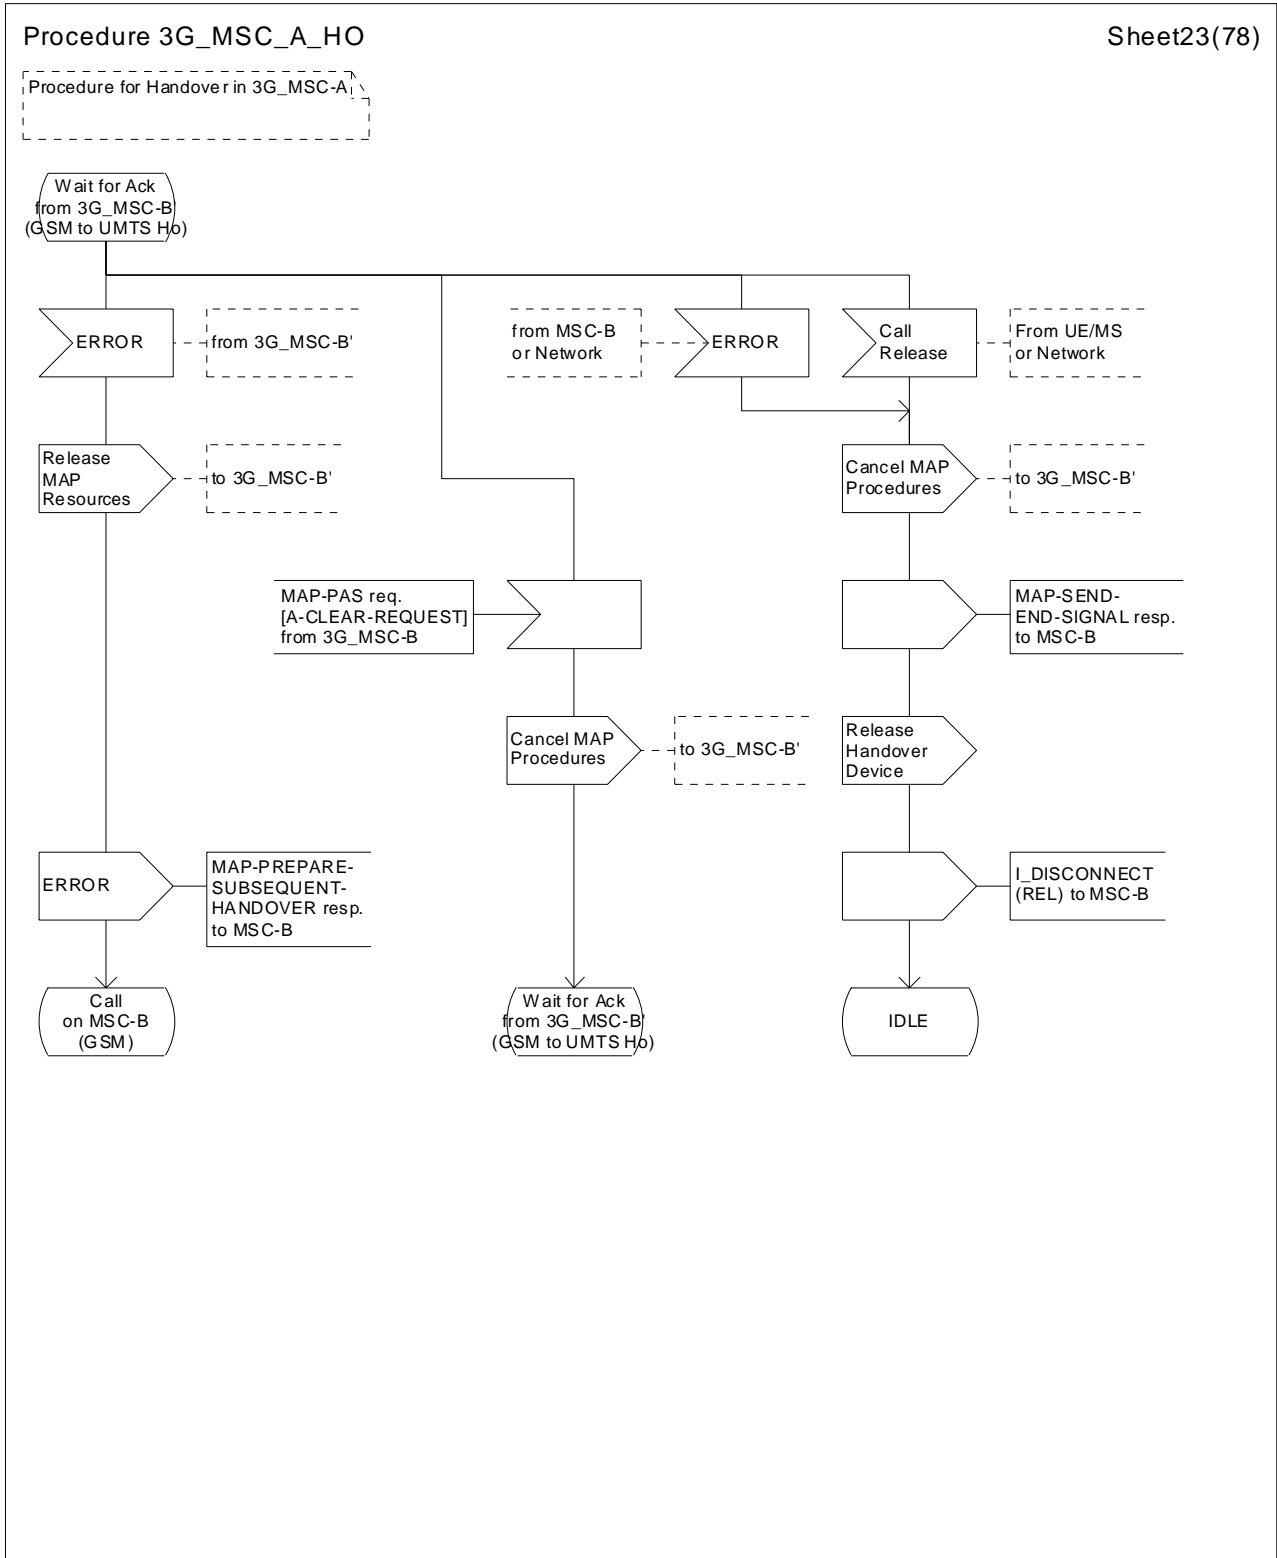 Procedure 3G_MSC_A_HO
Sheet23(78)
Procedure for Handover in 3G_MSC-A
Wait for Ack
from 3G_MSC-B'
(GSM to UMTS Ho)
ERROR
from 3G_MSC-B'
from MSC-B
or Network
ERROR
Call
Release
From UE/MS
or Network
Release
MAP
Resources
to 3G_MSC-B'
Cancel MAP
Procedures
to 3G_MSC-B'
MAP-PAS req.
[A-CLEAR-REQUEST]
from 3G_MSC-B
MAP-SEND-
END-SIGNAL resp.
to MSC-B
Cancel MAP
Procedures
to 3G_MSC-B'
Release
Handover
Device
ERROR
MAP-PREPARE-
SUBSEQUENT-
HANDOVER resp.
to MSC-B
I_DISCONNECT
(REL) to MSC-B
Call
on MSC-B
(GSM)
Wait for Ack
from 3G_MSC-B'
(GSM to UMTS Ho)
IDLE